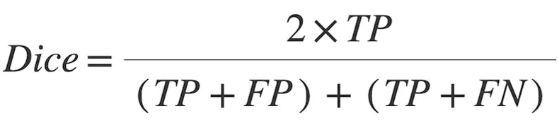 Dice = 2 × TP / (TP + FP) + (TP + FN)